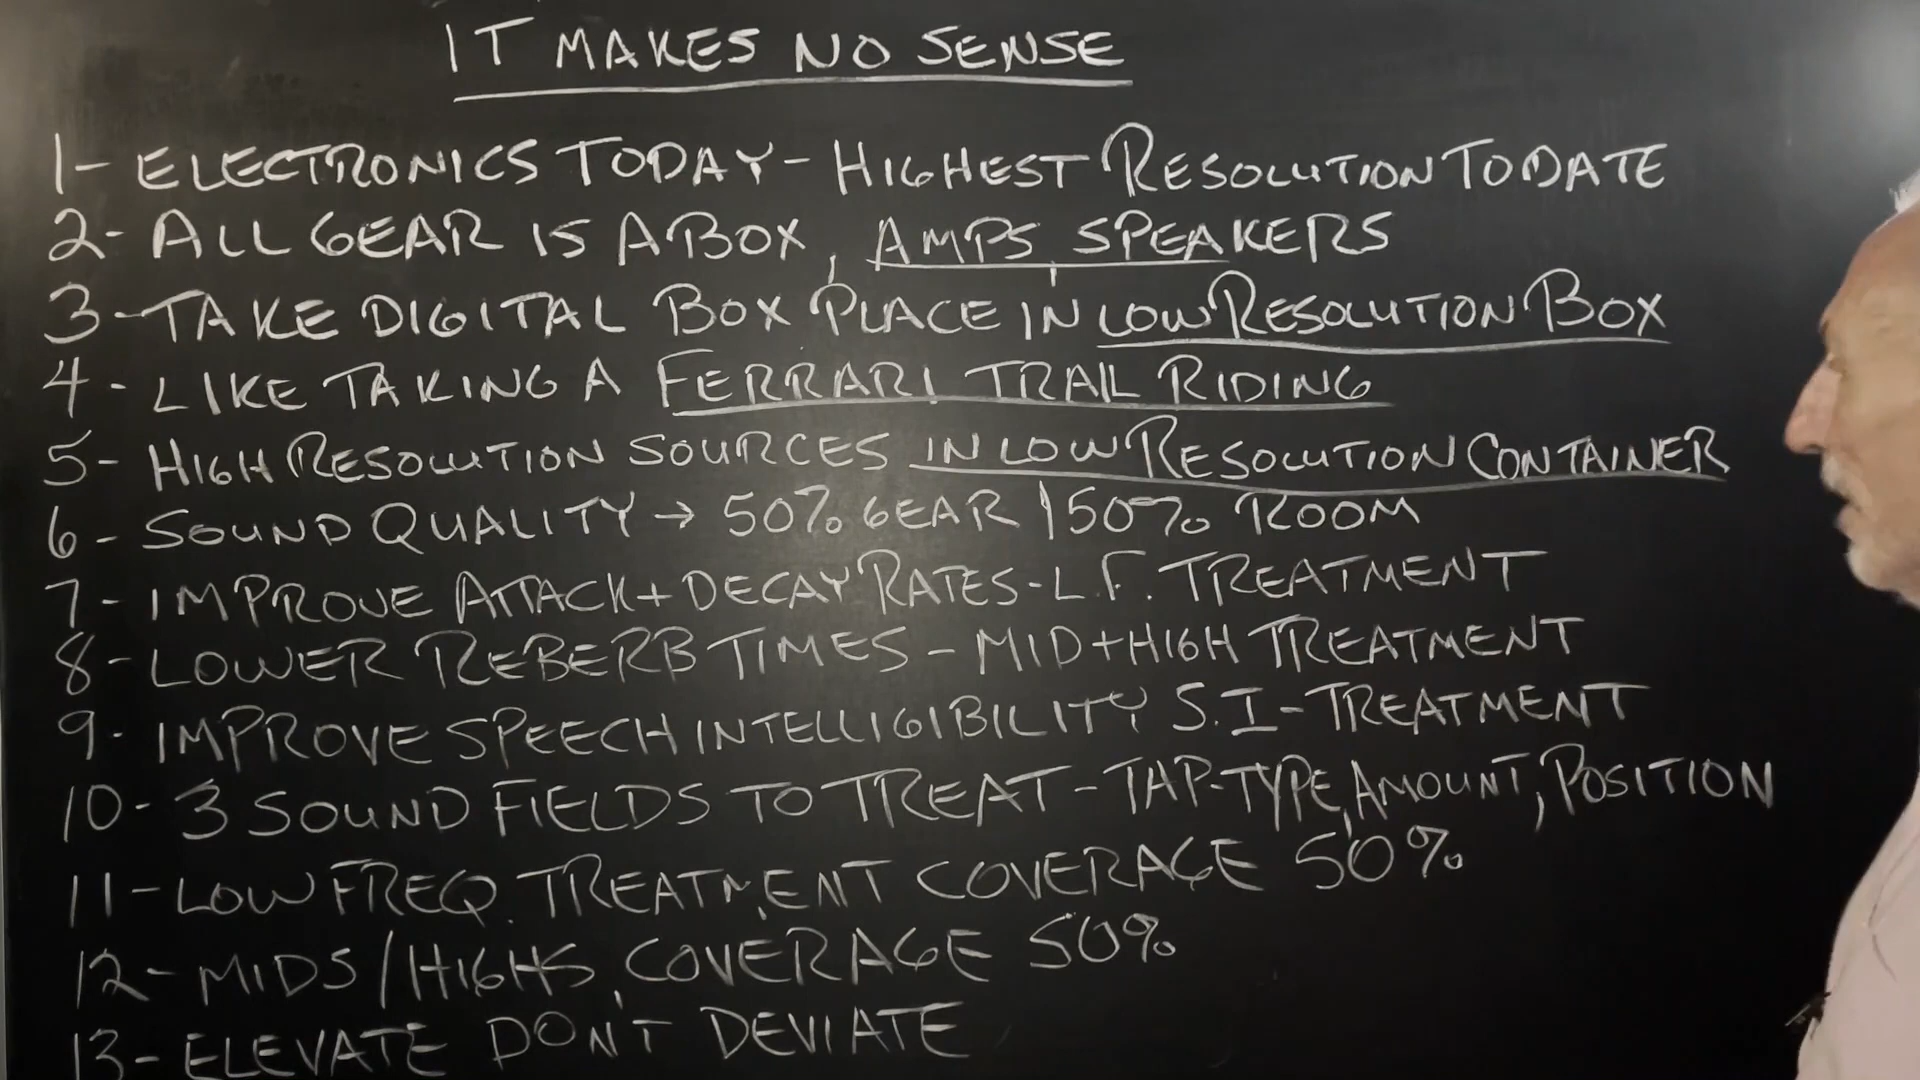 IT MAKES NO SENSE
1- ELECTRONICS TODAY - HIGHEST RESOLUTION TO DATE
2- ALL GEAR IS A BOX, AMPS, SPEAKERS
3- TAKE DIGITAL BOX PLACE IN LOW RESOLUTION BOX
4- LIKE TAKING A FERRARI TRAIL RIDING
5- HIGH RESOLUTION SOURCES IN LOW RESOLUTION CONTAINER
6- SOUND QUALITY → 50% GEAR | 50% ROOM
7- IMPROVE ATTACK + DECAY RATES - L.F. TREATMENT
8- LOWER REBERB TIMES - MID + HIGH TREATMENT
9- IMPROVE SPEECH INTELLIGIBILITY S.I - TREATMENT
10- 3 SOUND FIELDS TO TREAT - TAP-TYPE, AMOUNT, POSITION
11- LOW FREQ. TREATMENT COVERAGE 50%
12- MIDS/HIGHS, COVERAGE 50%
13- ELEVATE DON'T DEVIATE